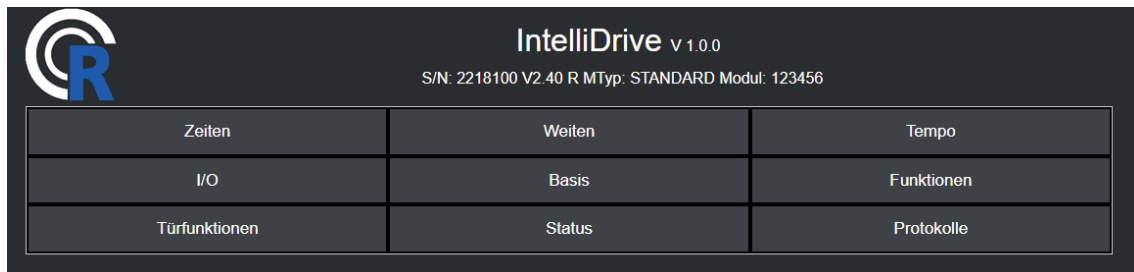 CR
IntelliDrive V 1.0.0
S/N: 2218100 V2.40 R MTyp: STANDARD Modul: 123456
Zeiten Weiten Tempo
I/O Basis Funktionen
Türfunktionen Status Protokolle